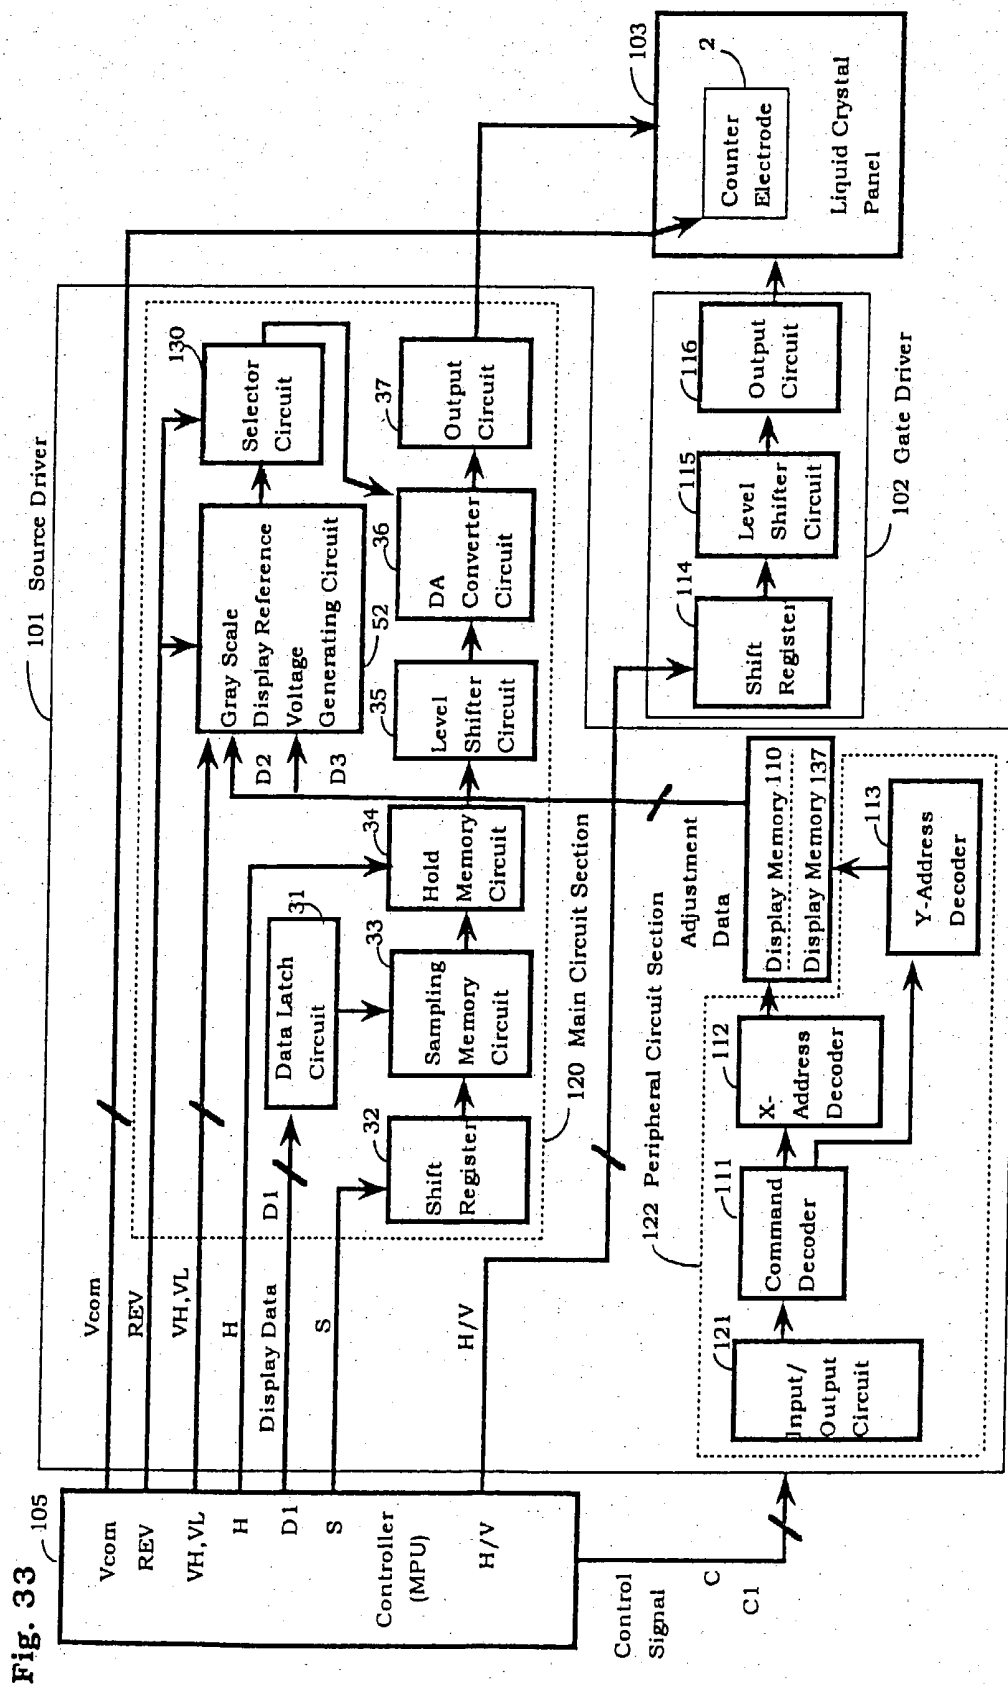 Fig. 33
105
Vcom
REV
VH,VL
H
D1
S
Controller
(MPU)
H/V
Control
Signal
C
C1
101 Source Driver
Vcom
REV
VH,VL
H
Display Data
D1
S
H/V
130
Selector
Circuit
Gray Scale
Display Reference
Voltage
Generating Circuit
52
D2
D3
31
Data Latch
Circuit
32
Shift
Register
33
Sampling
Memory
Circuit
34
Hold
Memory
Circuit
35
Level
Shifter
Circuit
36
DA
Converter
Circuit
37
Output
Circuit
120 Main Circuit Section
122 Peripheral Circuit Section
Adjustment
Data
121
Input/
Output
Circuit
111
Command
Decoder
112
X-
Address
Decoder
Display Memory 110
Display Memory 137
113
Y-Address
Decoder
114
Shift
Register
115
Level
Shifter
Circuit
116
Output
Circuit
102 Gate Driver
103
2
Counter
Electrode
Liquid Crystal
Panel